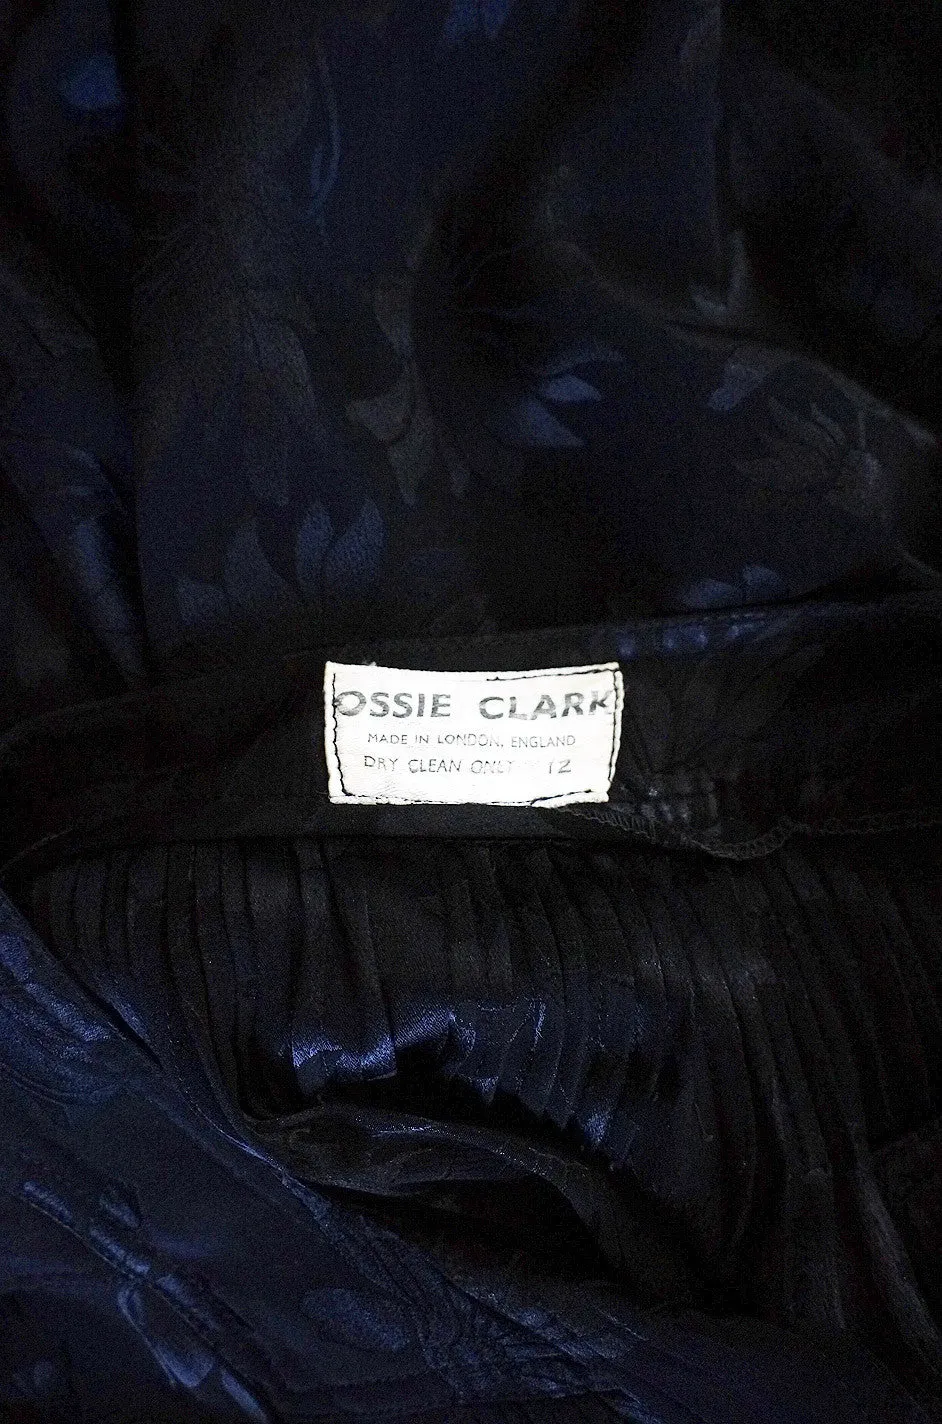 OSSIE CLARK
MADE IN LONDON, ENGLAND
DRY CLEAN ONLY 12